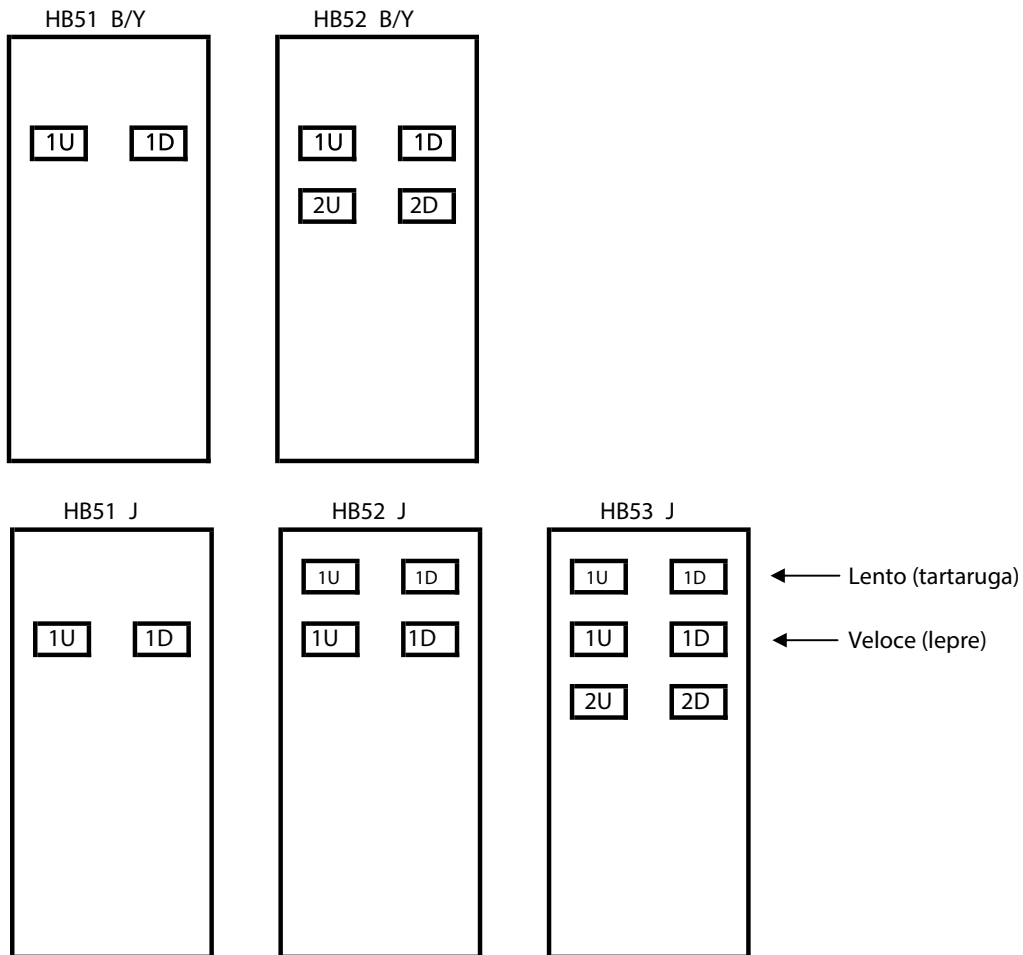 HB51 B/Y HB52 B/Y
1U 1D 1U 1D
2U 2D
HB51 J HB52 J HB53 J
1U 1D 1U 1D Lento (tartaruga)
1U 1D 1U 1D 1U 1D Veloce (lepre)
2U 2D